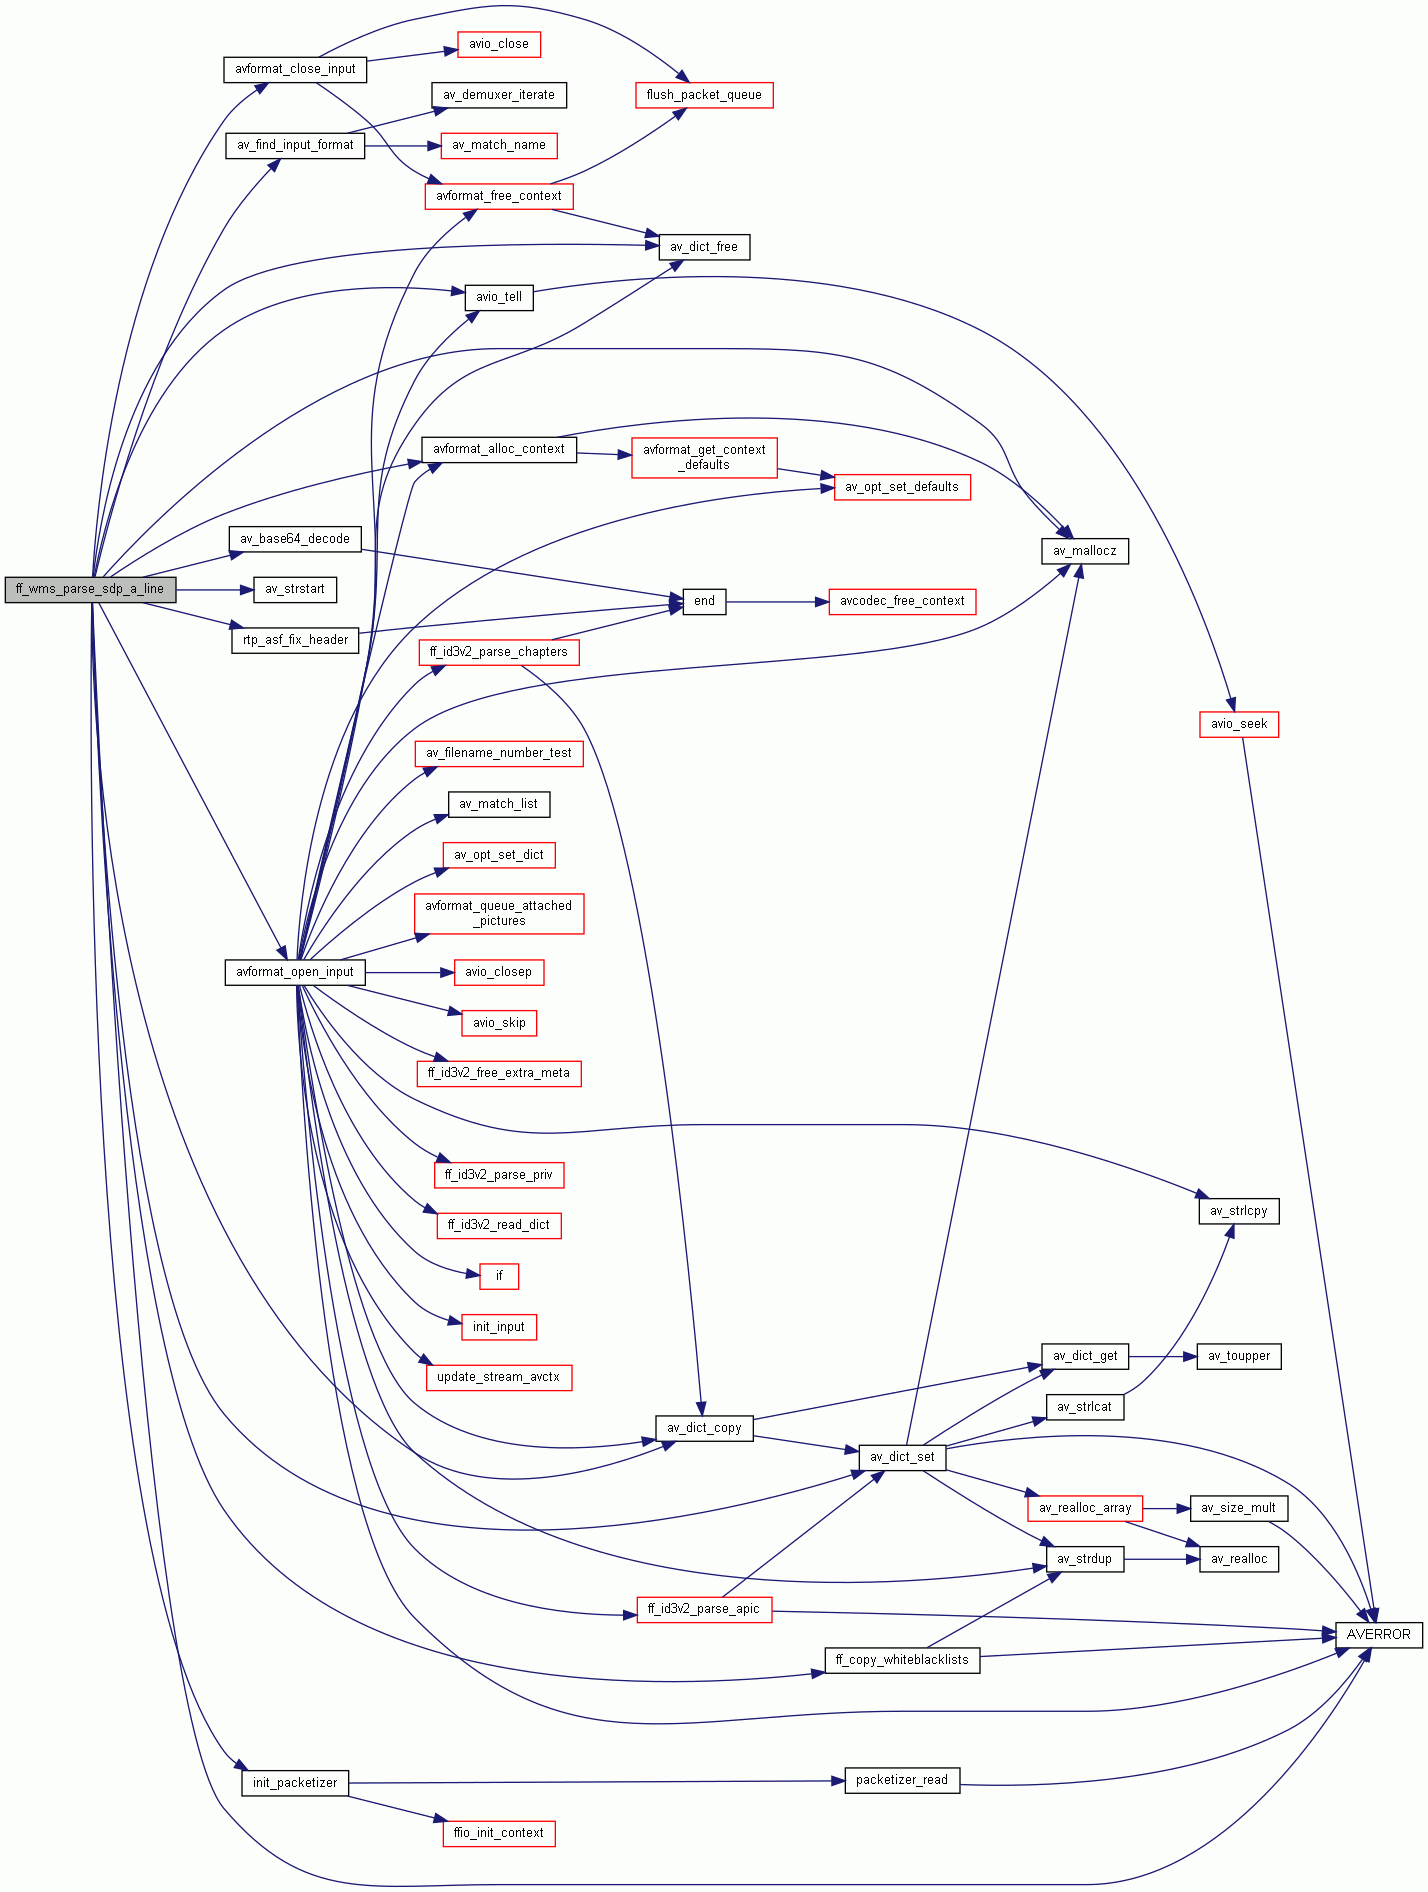 avio_close
avformat_close_input
av_demuxer_iterate
flush_packet_queue
av_find_input_format
av_match_name
avformat_free_context
av_dict_free
avio_tell
avformat_alloc_context
avformat_get_context
_defaults
av_opt_set_defaults
av_base64_decode
av_mallocz
ff_wms_parse_sdp_a_line
av_strstart
end
avcodec_free_context
rtp_asf_fix_header
ff_id3v2_parse_chapters
avio_seek
av_filename_number_test
av_match_list
av_opt_set_dict
avformat_queue_attached
_pictures
avformat_open_input
avio_closep
avio_skip
ff_id3v2_free_extra_meta
ff_id3v2_parse_priv
av_strlcpy
ff_id3v2_read_dict
if
init_input
av_dict_get
av_toupper
update_stream_avctx
av_strlcat
av_dict_copy
av_dict_set
av_realloc_array
av_size_mult
av_strdup
av_realloc
ff_id3v2_parse_apic
AVERROR
ff_copy_whiteblacklists
init_packetizer
packetizer_read
ffio_init_context